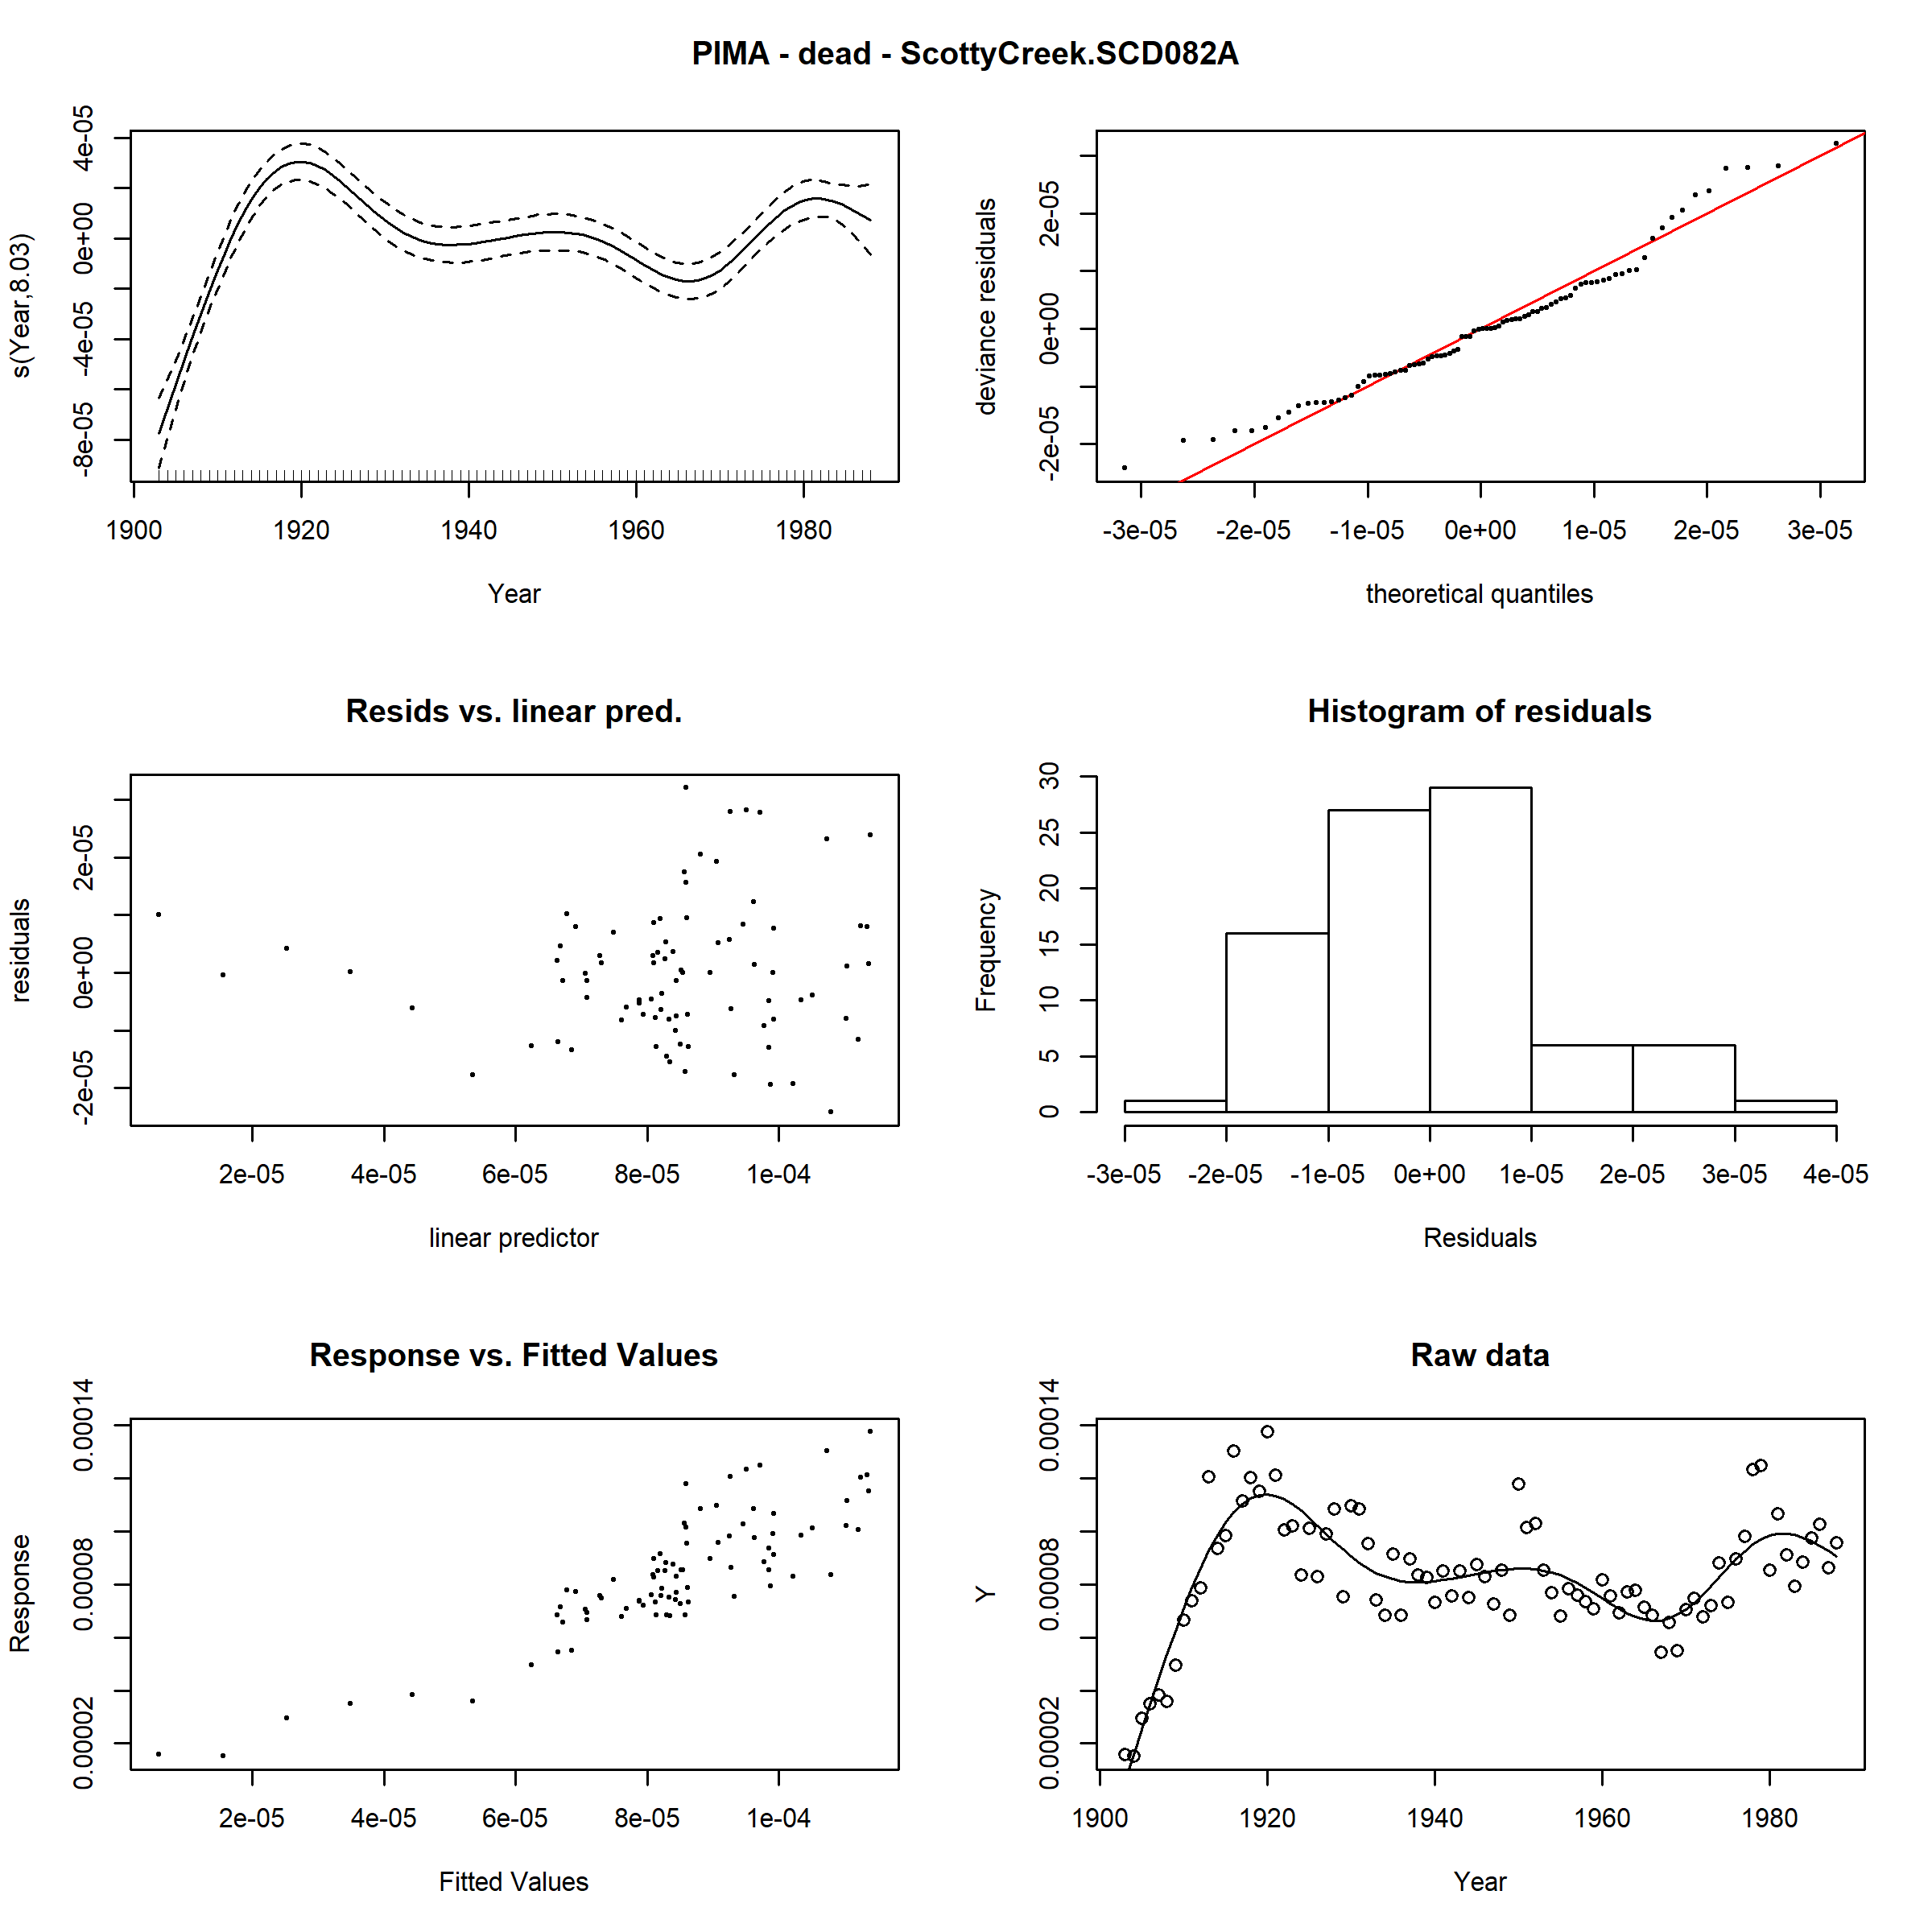 PIMA - dead - ScottyCreek.SCD082A
s(Year,8.03)
-8e-05 -4e-05 0e+00 4e-05
1900 1920 1940 1960 1980
Year
deviance residuals
-2e-05 0e+00 2e-05
-3e-05 -2e-05 -1e-05 0e+00 1e-05 2e-05 3e-05
theoretical quantiles
Resids vs. linear pred.
residuals
-2e-05 0e+00 2e-05
2e-05 4e-05 6e-05 8e-05 1e-04
linear predictor
Histogram of residuals
Frequency
0 5 10 15 20 25 30
-3e-05 -2e-05 -1e-05 0e+00 1e-05 2e-05 3e-05 4e-05
Residuals
Response vs. Fitted Values
Response
0.00002 0.00008 0.00014
2e-05 4e-05 6e-05 8e-05 1e-04
Fitted Values
Raw data
Y
0.00002 0.00008 0.00014
1900 1920 1940 1960 1980
Year